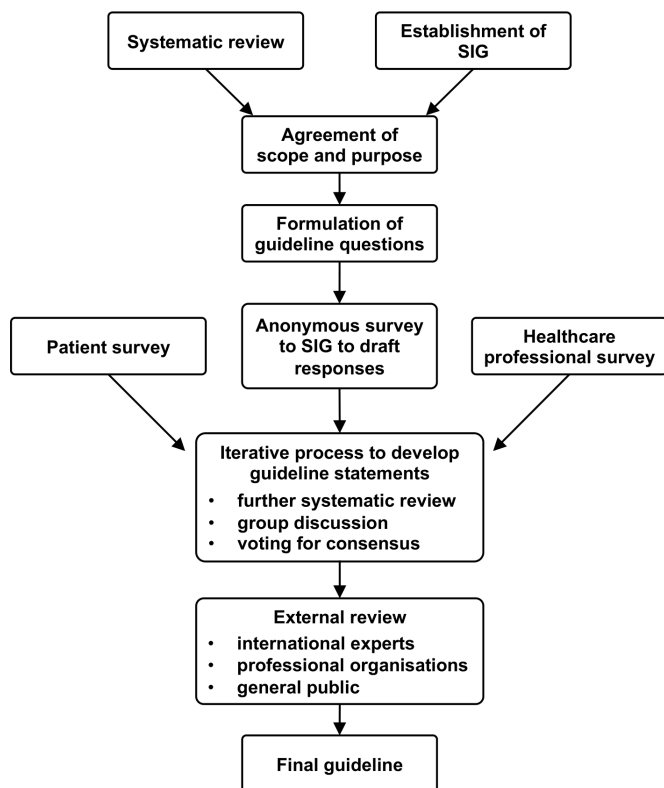 Systematic review
Establishment of
SIG
Agreement of
scope and purpose
Formulation of
guideline questions
Patient survey
Anonymous survey
to SIG to draft
responses
Healthcare
professional survey
Iterative process to develop
guideline statements
• further systematic review
• group discussion
• voting for consensus
External review
• international experts
• professional organisations
• general public
Final guideline